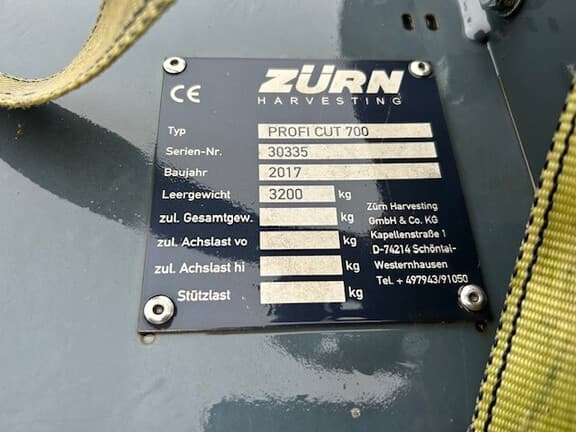 ZÜRN
CE HARVESTING
Typ PROFI CUT 700
Serien-Nr. 30335
Baujahr 2017
Leergewicht 3200 kg
zul. Gesamtgew. kg
zul. Achslast vo kg
zul. Achslast hi kg
Stützlast kg
Zürn Harvesting
GmbH & Co. KG
Kapellenstraße 1
D-74214 Schöntal-
Westernhausen
Tel. + 497943/91050